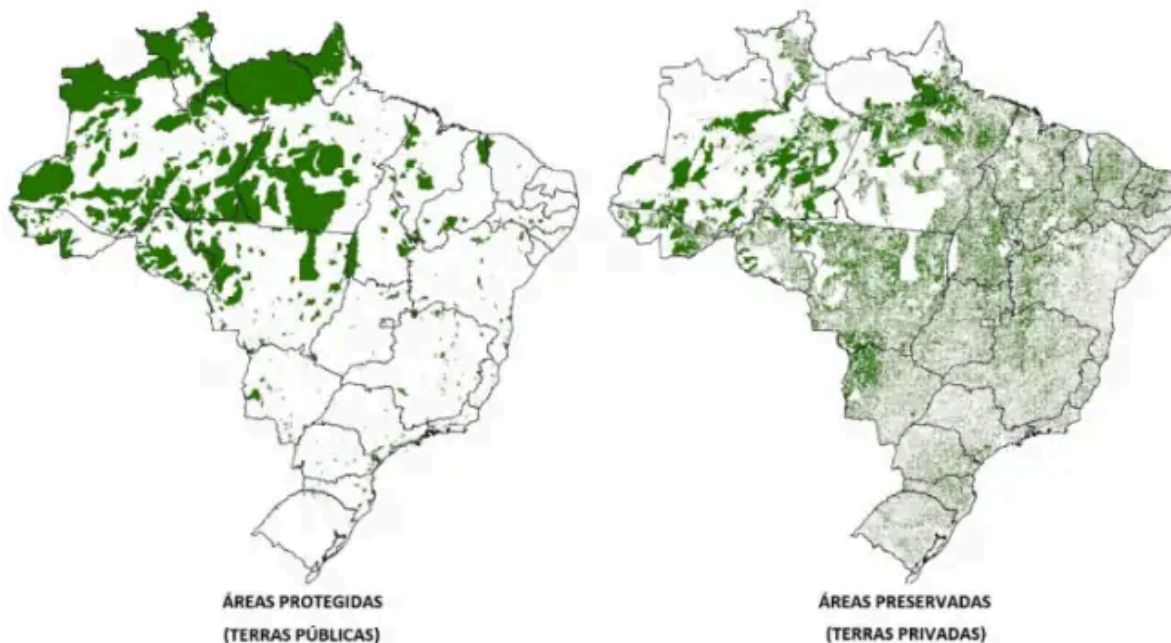 ÁREAS PROTEGIDAS
(TERRAS PÚBLICAS)
ÁREAS PRESERVADAS
(TERRAS PRIVADAS)